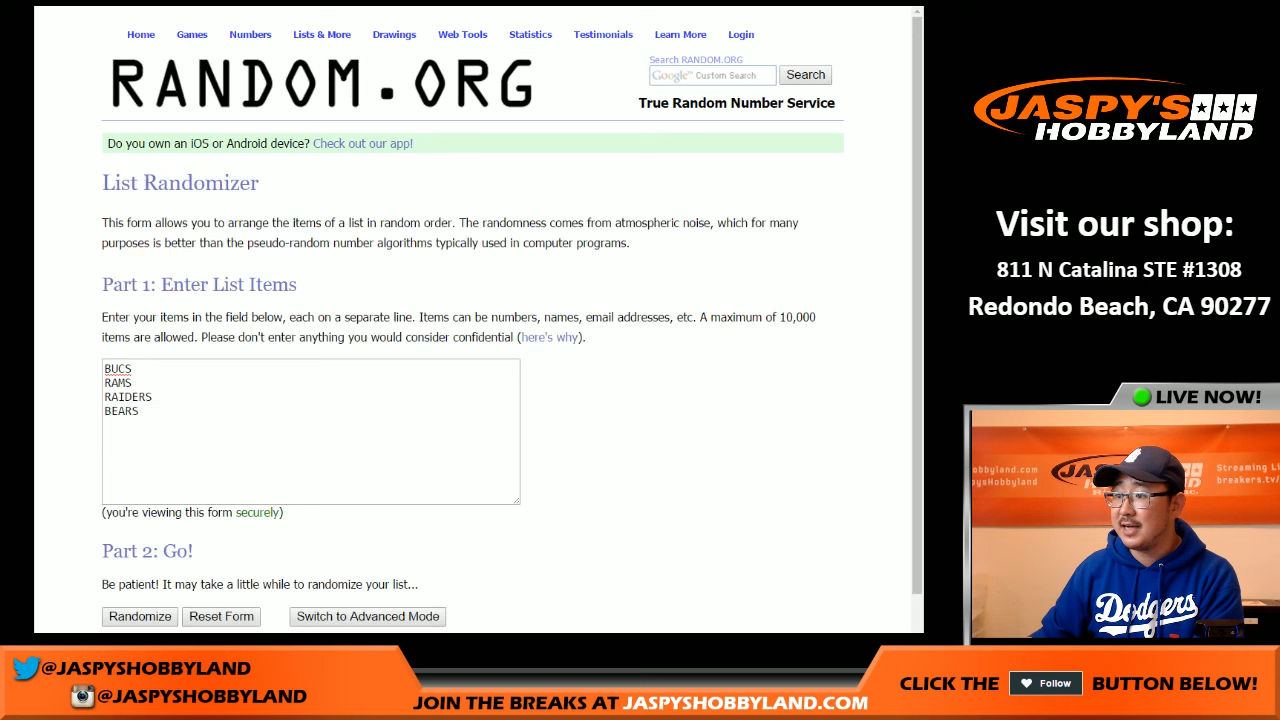 Home Games Numbers Lists & More Drawings Web Tools Statistics Testimonials Learn More Login
RANDOM.ORG
Search RANDOM.ORG
Google™ Custom Search Search
True Random Number Service
Do you own an iOS or Android device? Check out our app!
List Randomizer
This form allows you to arrange the items of a list in random order. The randomness comes from atmospheric noise, which for many
purposes is better than the pseudo-random number algorithms typically used in computer programs.
Part 1: Enter List Items
Enter your items in the field below, each on a separate line. Items can be numbers, names, email addresses, etc. A maximum of 10,000
items are allowed. Please don't enter anything you would consider confidential (here's why).
BUCS
RAMS
RAIDERS
BEARS
(you're viewing this form securely)
Part 2: Go!
Be patient! It may take a little while to randomize your list...
Randomize Reset Form Switch to Advanced Mode
JASPY'S
HOBBYLAND
Visit our shop:
811 N Catalina STE #1308
Redondo Beach, CA 90277
LIVE NOW!
Streaming Li
breakers.tv/
Dodgers
@JASPYSHOBBYLAND
@JASPYSHOBBYLAND
JOIN THE BREAKS AT JASPYSHOBBYLAND.COM
CLICK THE Follow BUTTON BELOW!